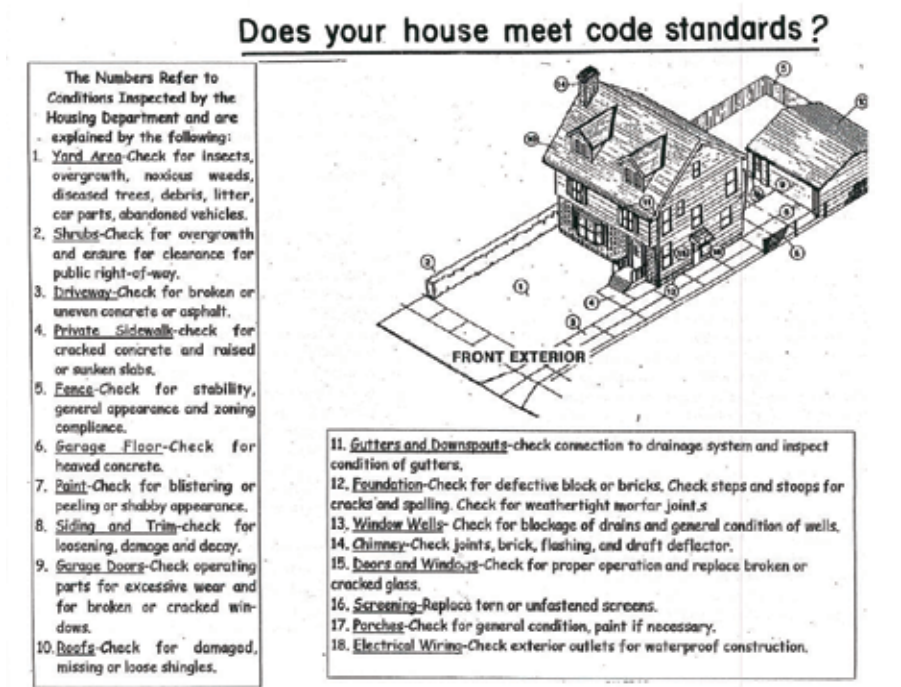 Does your house meet code standards?
The Numbers Refer to
Conditions Inspected by the
Housing Department and are
explained by the following:
1. Yard Area-Check for insects,
overgrowth, noxious weeds,
diseased trees, debris, litter,
car parts, abandoned vehicles.
2. Shrubs-Check for overgrowth
and ensure for clearance for
public right-of-way.
3. Driveway-Check for broken or
uneven concrete or asphalt.
4. Private Sidewalk-check for
cracked concrete and raised
or sunken slabs.
5. Fence-Check for stability,
general appearance and zoning
compliance.
6. Garage Floor-Check for
heaved concrete.
7. Paint-Check for blistering or
peeling or shabby appearance.
8. Siding and Trim-check for
loosening, damage and decay.
9. Garage Doors-Check operating
parts for excessive wear and
for broken or cracked win-
dows.
10. Roofs-Check for damaged,
missing or loose shingles.
14
5
2
1
4
3
12
11
9
6
FRONT EXTERIOR
11. Gutters and Downspouts-check connection to drainage system and inspect
condition of gutters.
12. Foundation-Check for defective block or bricks. Check steps and stoops for
cracks and spalling. Check for weathertight mortar joint.s
13. Window Wells- Check for blockage of drains and general condition of wells.
14. Chimney-Check joints, brick, flashing, and draft deflector.
15. Doors and Windows-Check for proper operation and replace broken or
cracked glass.
16. Screening-Replace torn or unfastened screens.
17. Porches-Check for general condition, paint if necessary.
18. Electrical Wiring-Check exterior outlets for waterproof construction.